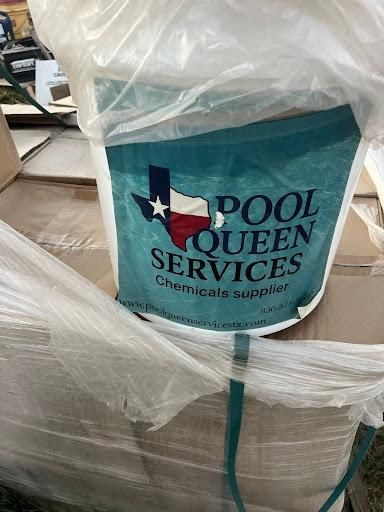 POOL
QUEEN
SERVICES
Chemicals supplier
www.poolqueenservicestx.com